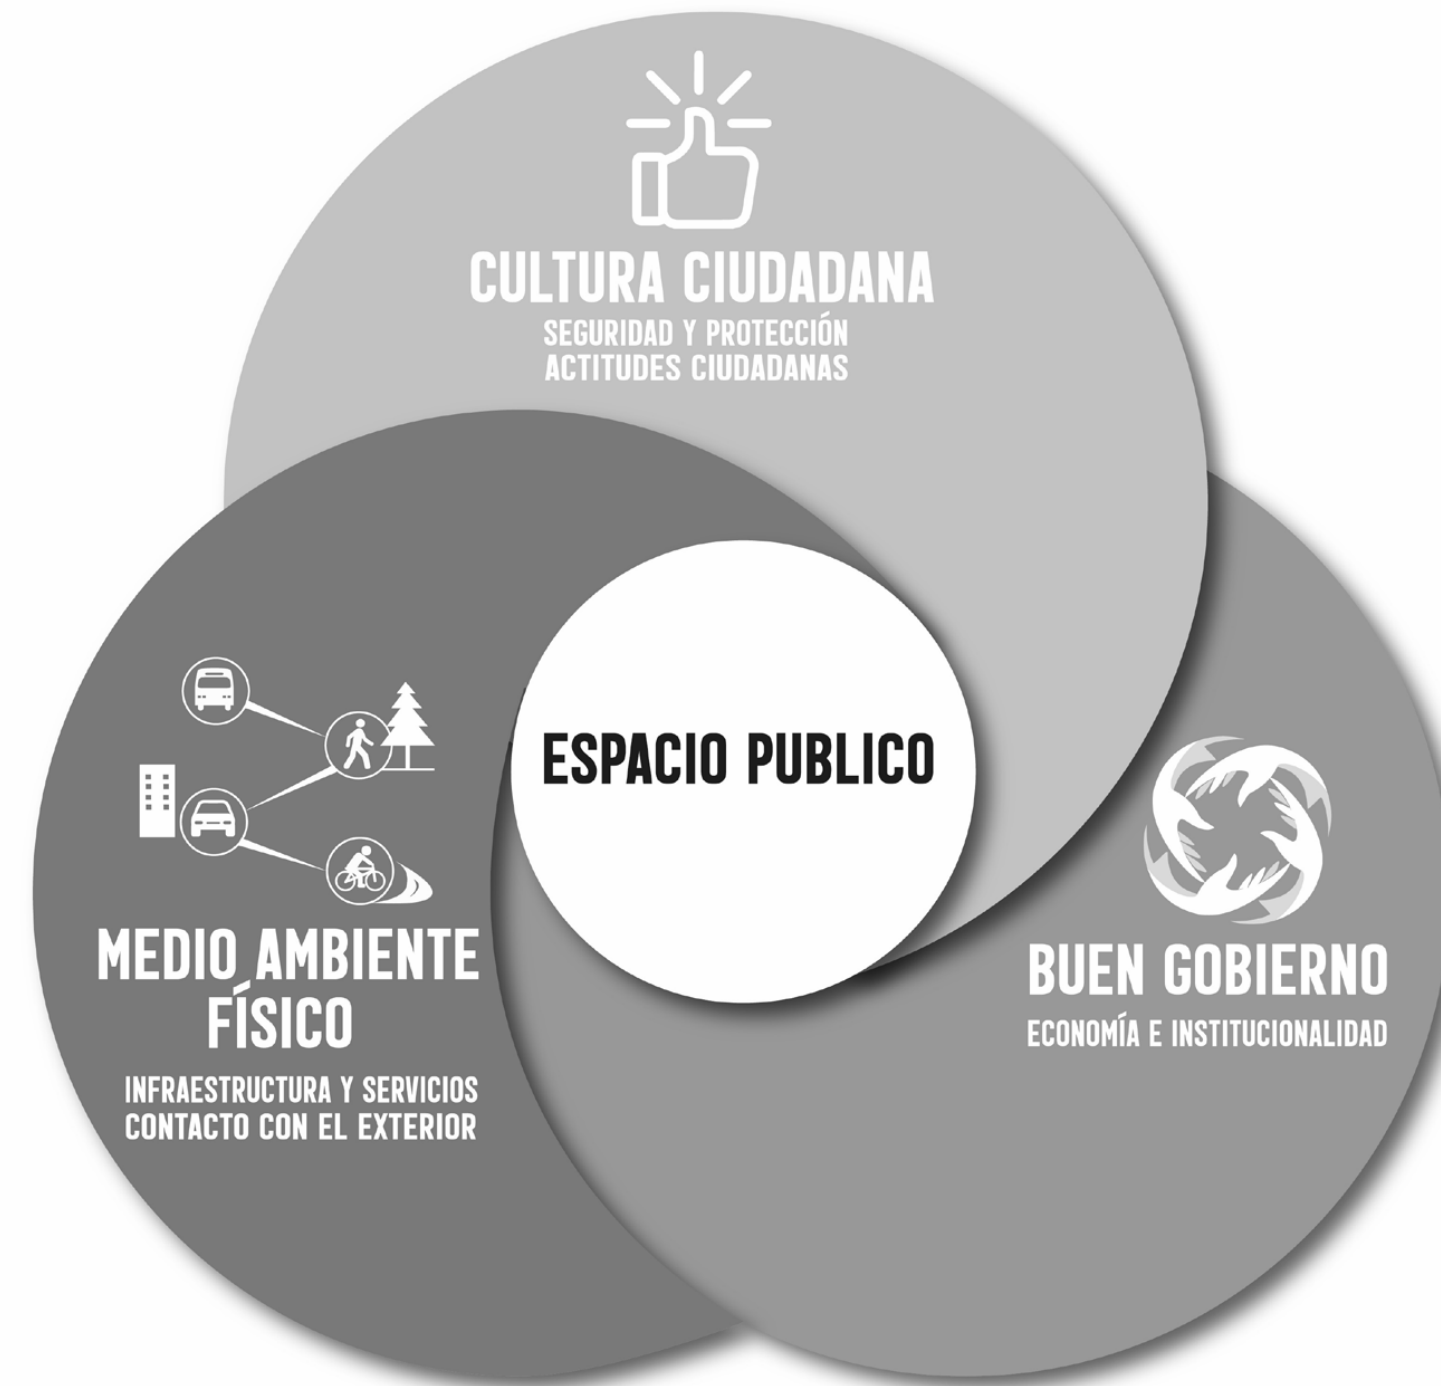 CULTURA CIUDADANA
SEGURIDAD Y PROTECCIÓN
ACTITUDES CIUDADANAS
ESPACIO PUBLICO
MEDIO AMBIENTE
FÍSICO
INFRAESTRUCTURA Y SERVICIOS
CONTACTO CON EL EXTERIOR
BUEN GOBIERNO
ECONOMÍA E INSTITUCIONALIDAD